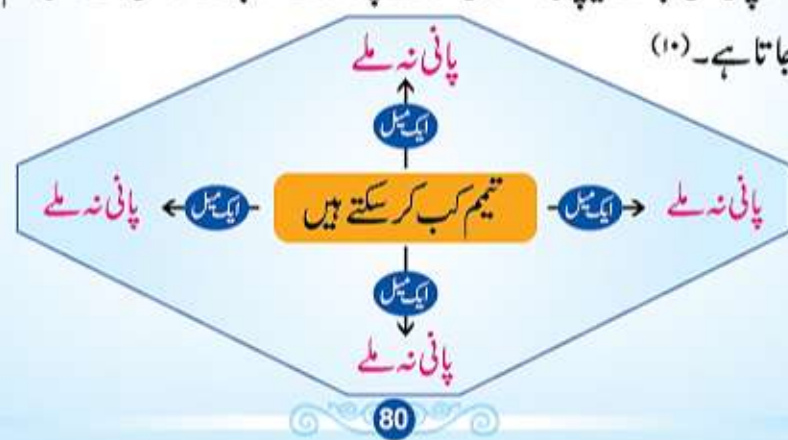 جاتا ہے۔(۱۰)
پانی نہ ملے
ایک میل
پانی نہ ملے ایک میل تیمم کب کر سکتے ہیں ایک میل پانی نہ ملے
ایک میل
پانی نہ ملے
80